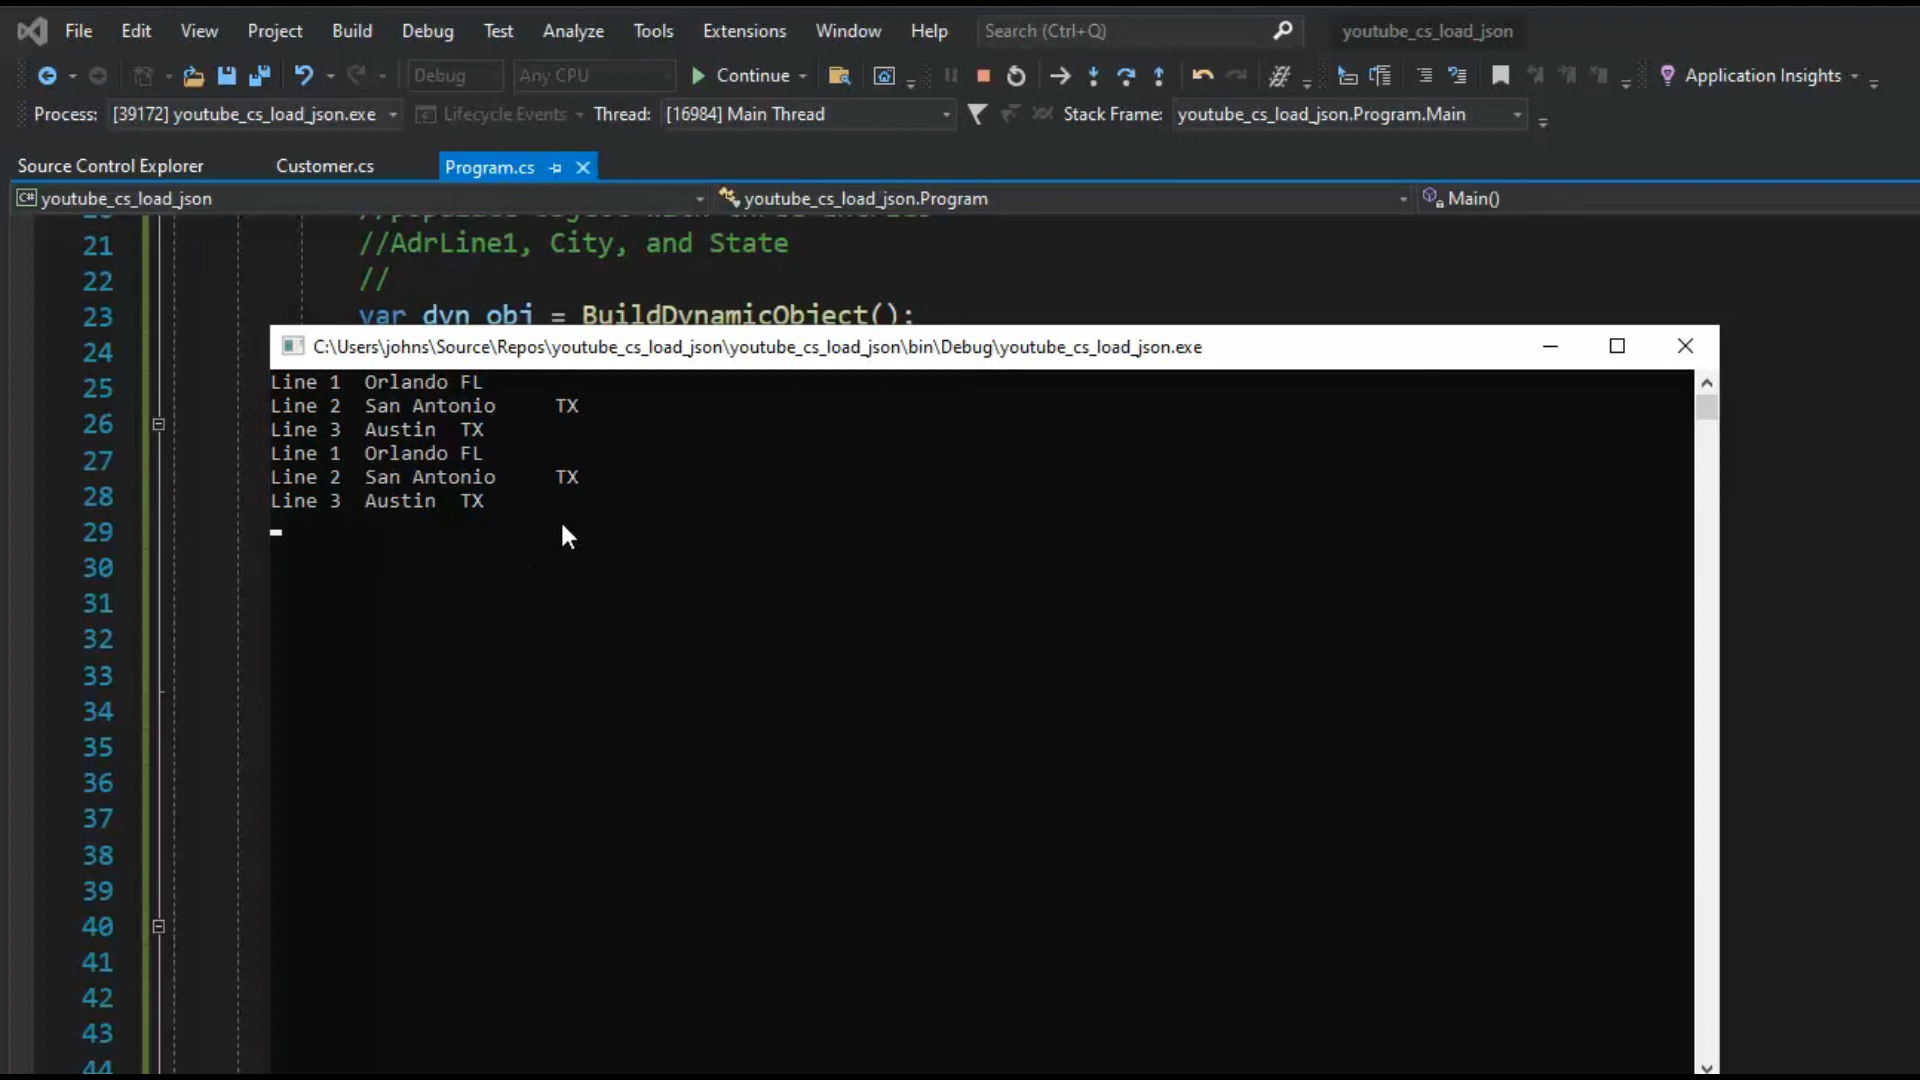 File Edit View Project Build Debug Test Analyze Tools Extensions Window Help Search (Ctrl+Q) youtube_cs_load_json
Debug Any CPU Continue Application Insights
Process: [39172] youtube_cs_load_json.exe Lifecycle Events Thread: [16984] Main Thread Stack Frame: youtube_cs_load_json.Program.Main
Source Control Explorer Customer.cs Program.cs
C# youtube_cs_load_json youtube_cs_load_json.Program Main()
21 //AdrLine1, City, and State
22 //
23 var dyn_obj = BuildDynamicObject();
C:\Users\johns\Source\Repos\youtube_cs_load_json\youtube_cs_load_json\bin\Debug\youtube_cs_load_json.exe
Line 1 Orlando FL
Line 2 San Antonio TX
Line 3 Austin TX
Line 1 Orlando FL
Line 2 San Antonio TX
Line 3 Austin TX
24
25
26
27
28
29
30
31
32
33
34
35
36
37
38
39
40
41
42
43
44